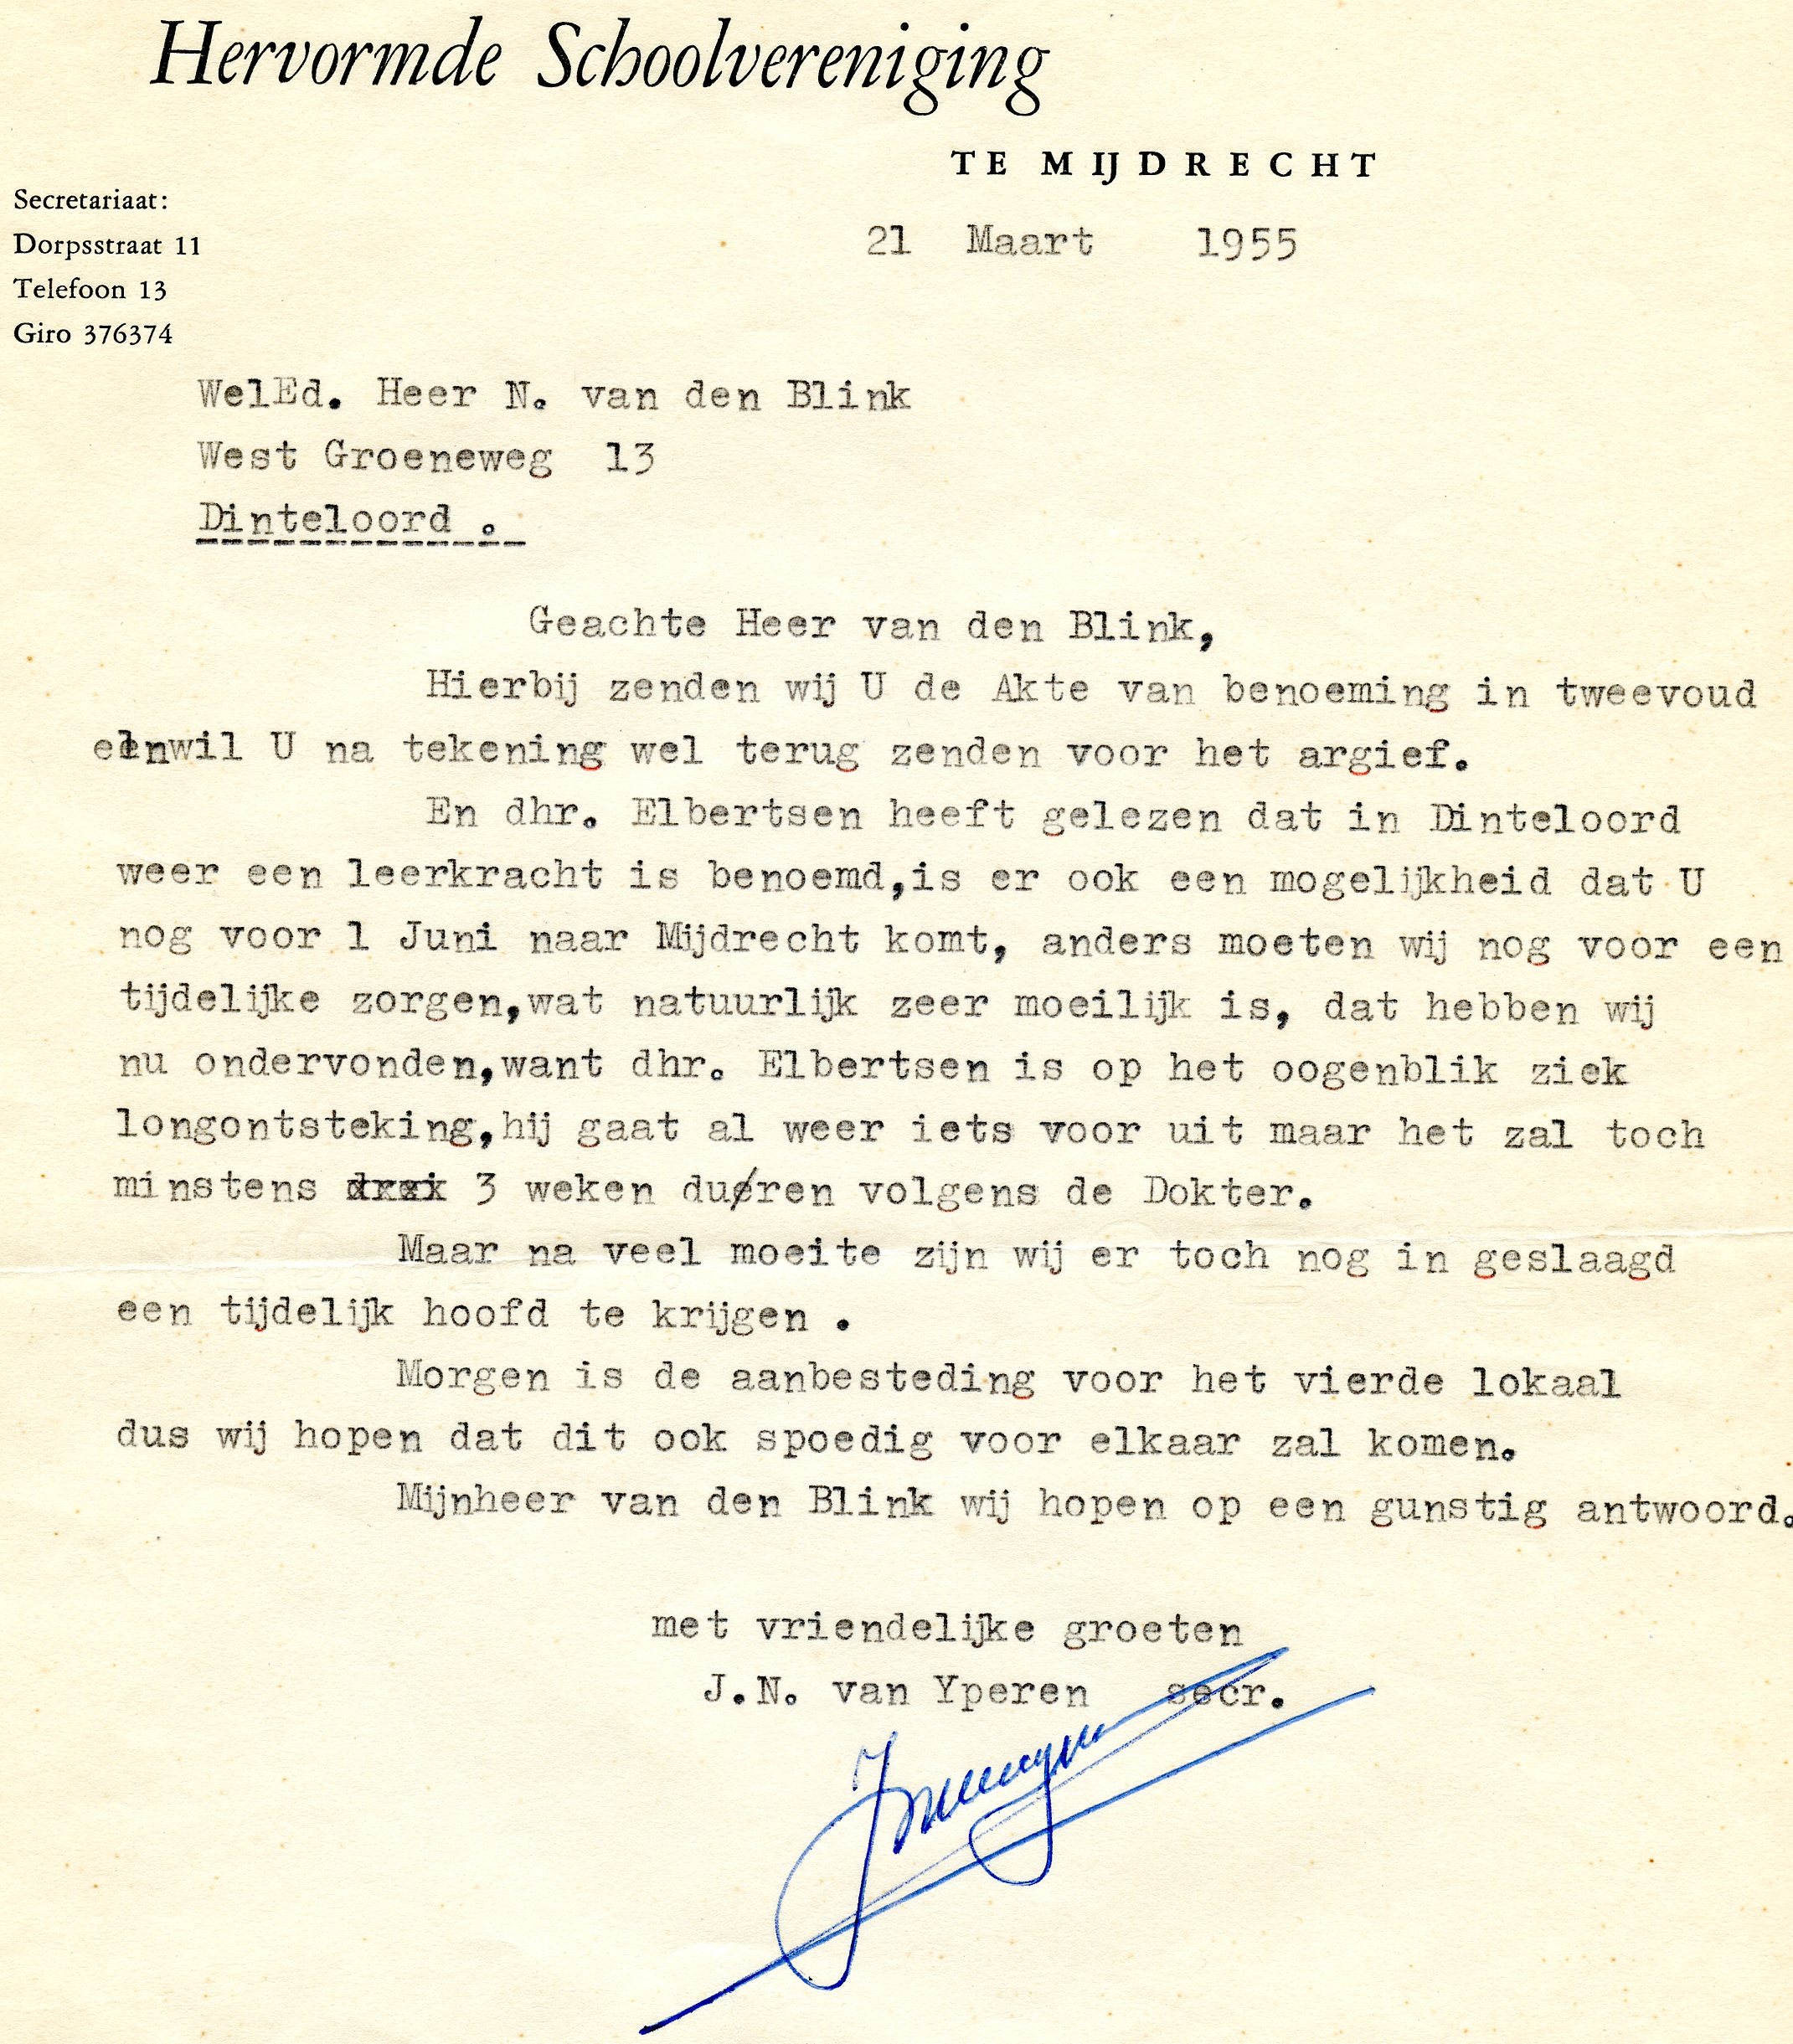 Hervormde Schoolvereniging
TE MIJDRECHT
Secretariaat:
Dorpsstraat 11
Telefoon 13
Giro 376374
21 Maart 1955
WelEd. Heer N. van den Blink
West Groeneweg 13
Dinteloord .
Geachte Heer van den Blink,
Hierbij zenden wij U de Akte van benoeming in tweevoud
wil U na tekening wel terug zenden voor het argief.
En dhr. Elbertsen heeft gelezen dat in Dinteloord
weer een leerkracht is benoemd,is er ook een mogelijkheid dat U
nog voor 1 Juni naar Mijdrecht komt, anders moeten wij nog voor een
tijdelijke zorgen,wat natuurlijk zeer moeilijk is, dat hebben wij
nu ondervonden,want dhr. Elbertsen is op het oogenblik ziek
longontsteking,hij gaat al weer iets voor uit maar het zal toch
minstens 3 weken duren volgens de Dokter.
Maar na veel moeite zijn wij er toch nog in geslaagd
een tijdelijk hoofd te krijgen .
Morgen is de aanbesteding voor het vierde lokaal
dus wij hopen dat dit ook spoedig voor elkaar zal komen.
Mijnheer van den Blink wij hopen op een gunstig antwoord.
met vriendelijke groeten
J.N. van Yperen secr.